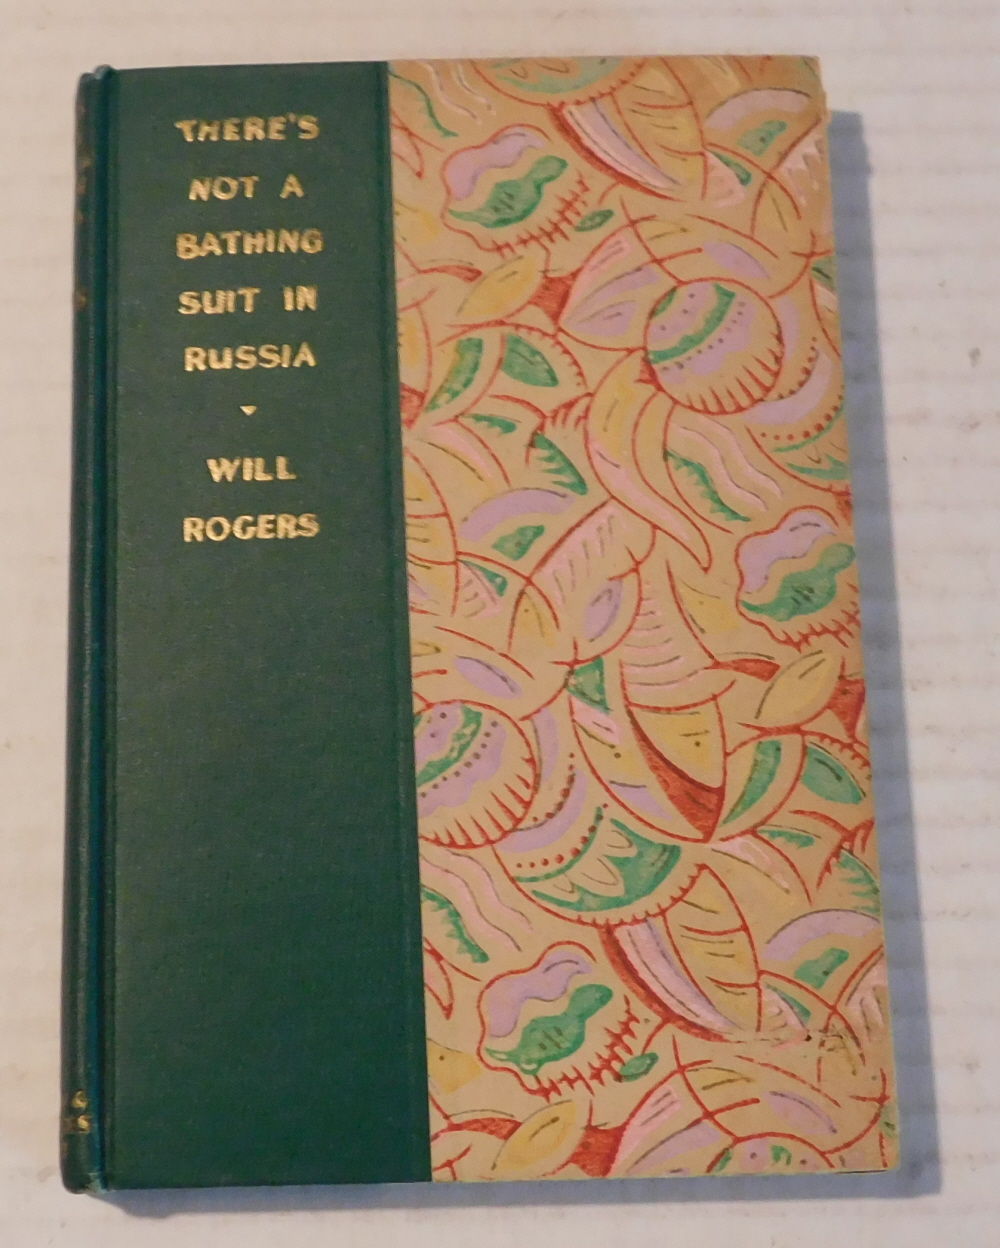 THERE'S
NOT A
BATHING
SUIT IN
RUSSIA
WILL
ROGERS